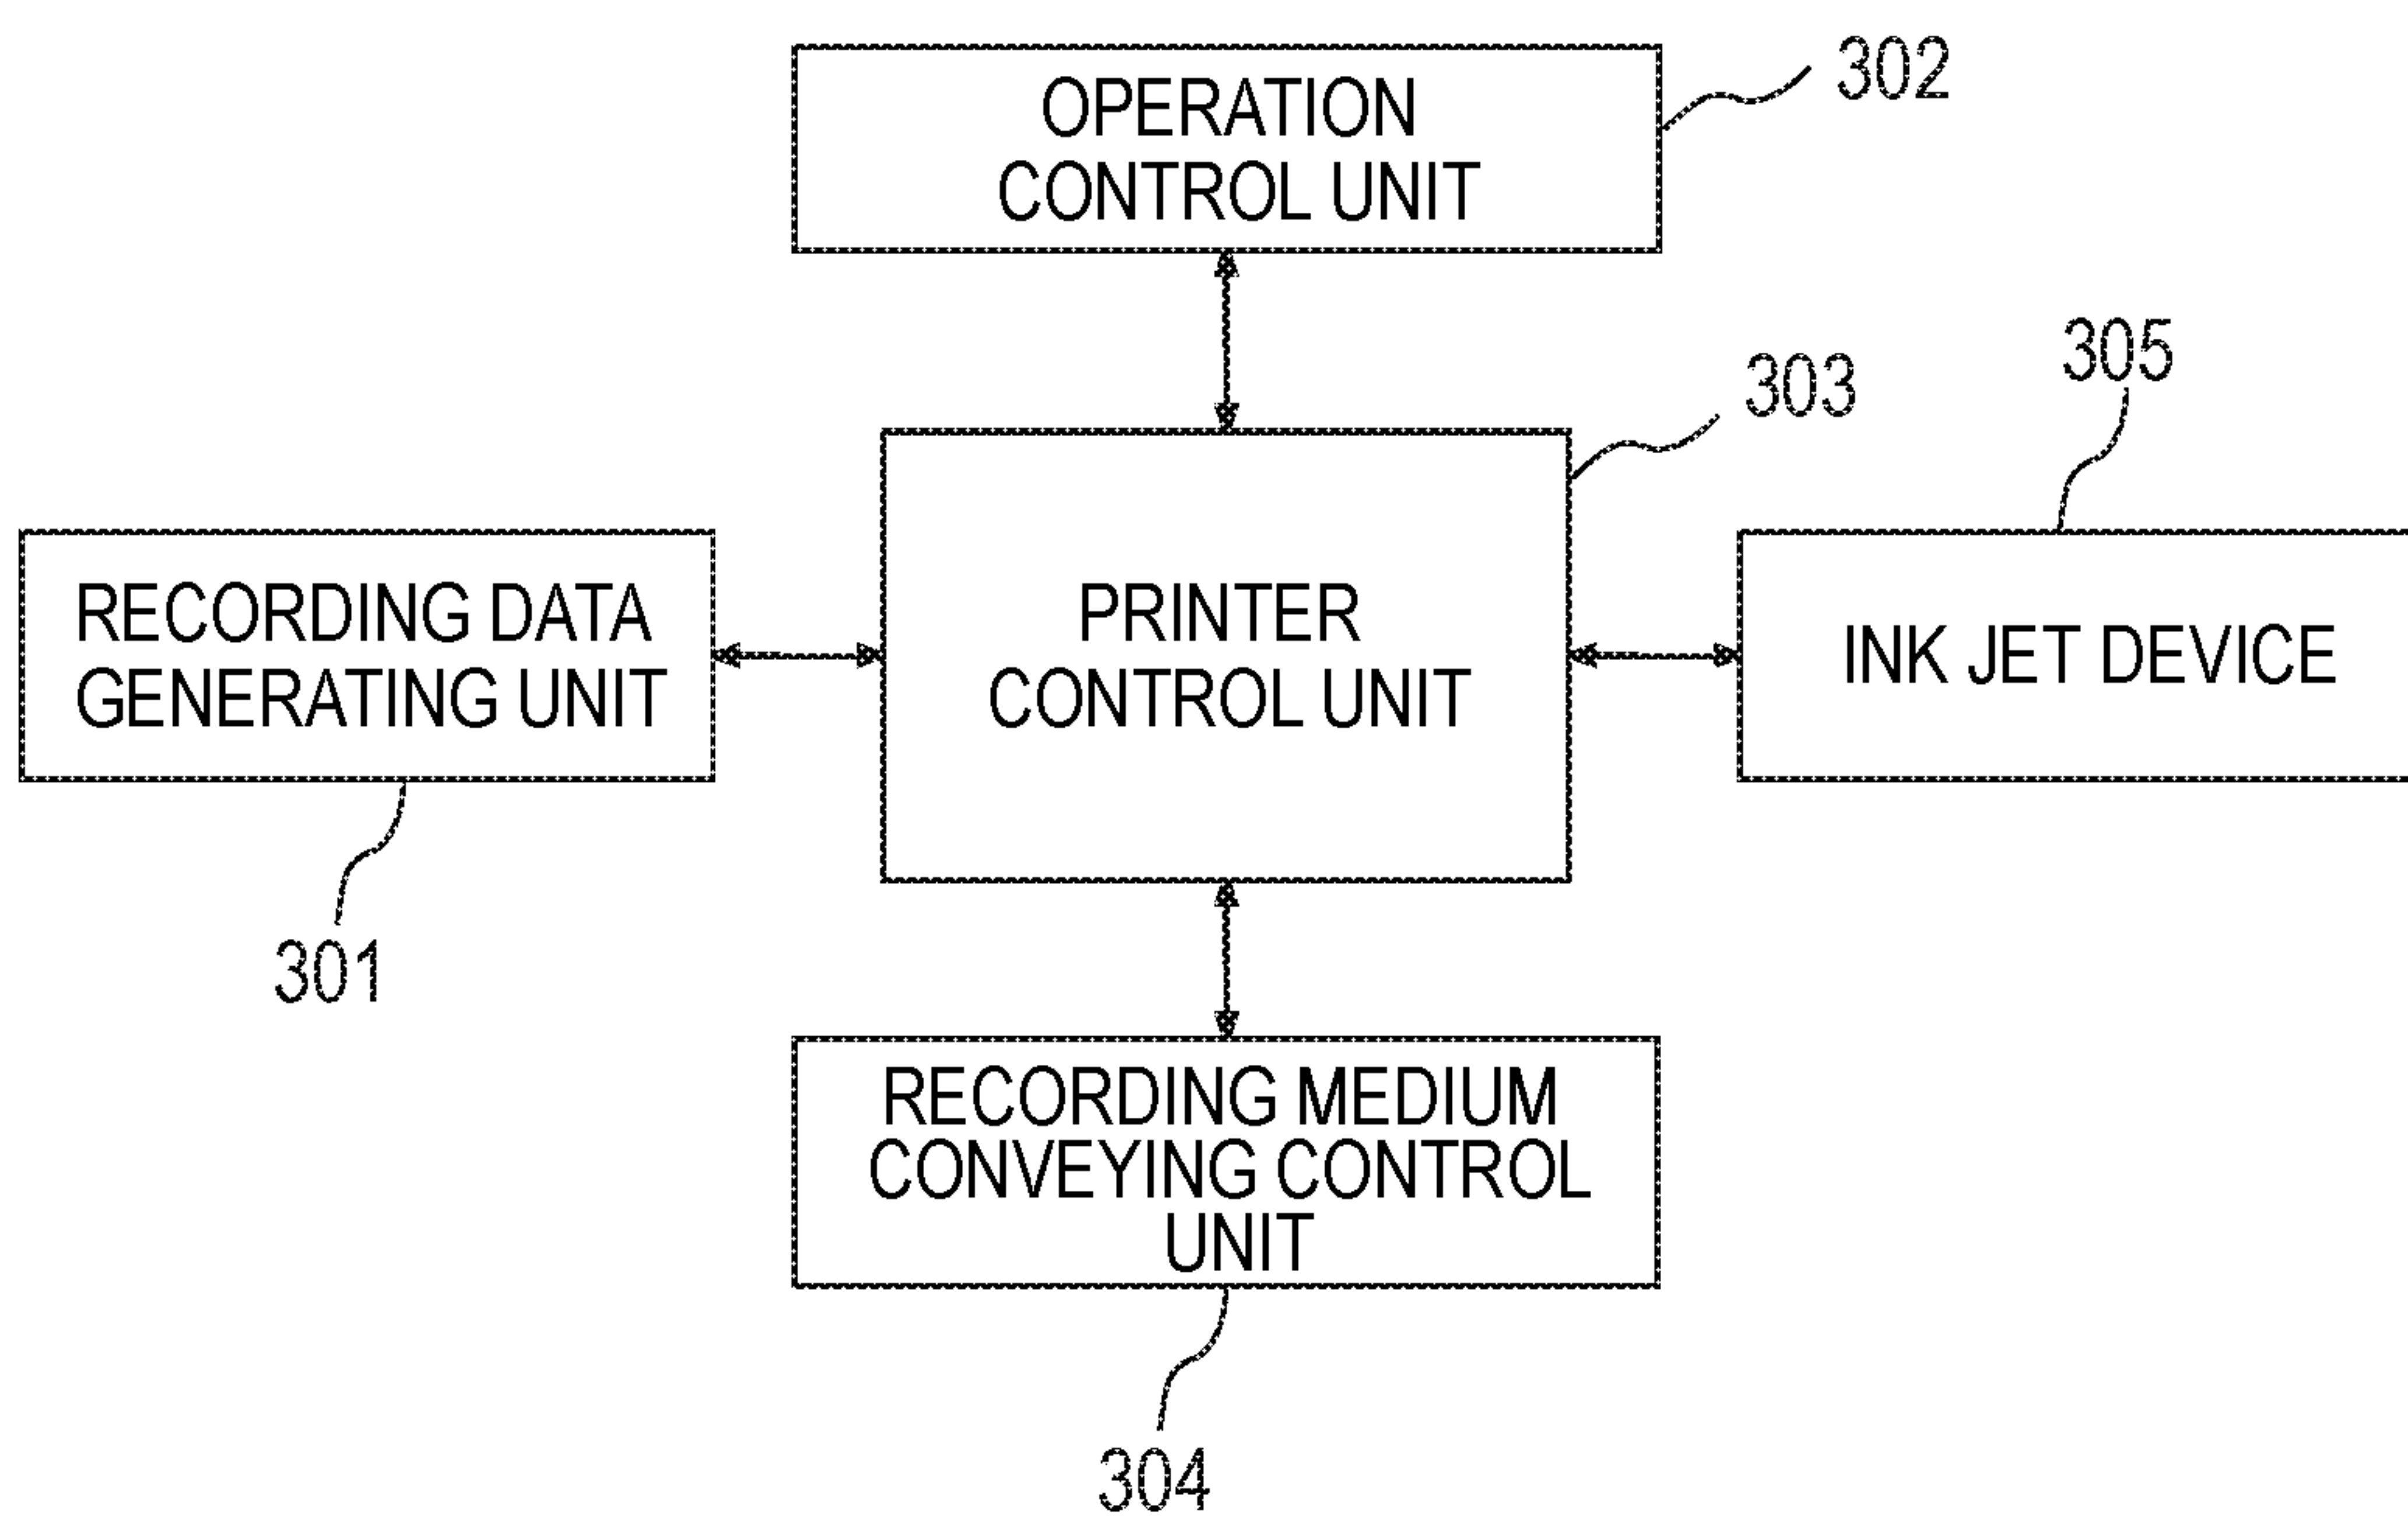 OPERATION
CONTROL UNIT
302
303
305
RECORDING DATA
GENERATING UNIT
PRINTER
CONTROL UNIT
INK JET DEVICE
301
RECORDING MEDIUM
CONVEYING CONTROL
UNIT
304